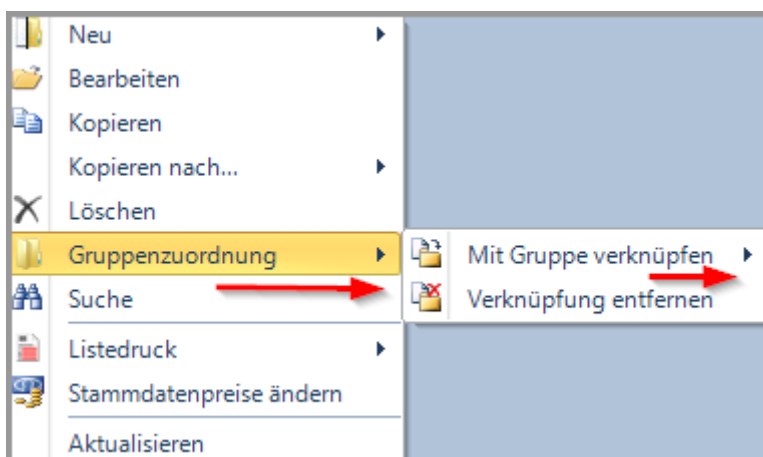 Neu
Bearbeiten
Kopieren
Kopieren nach...
Löschen
Gruppenzuordnung
Mit Gruppe verknüpfen
Suche
Verknüpfung entfernen
Listedruck
Stammdatenpreise ändern
Aktualisieren